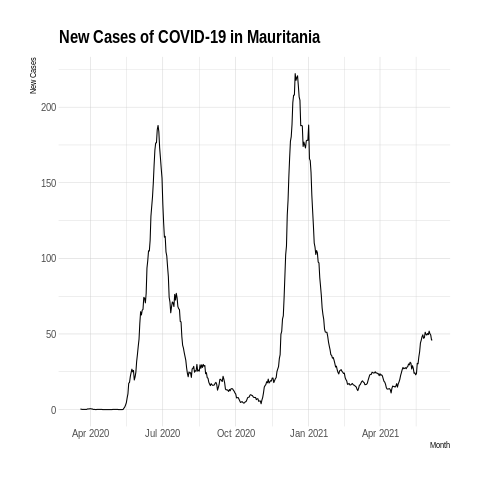 New Cases of COVID-19 in Mauritania
New Cases
200
150
100
50
0
Apr 2020 Jul 2020 Oct 2020 Jan 2021 Apr 2021
Month